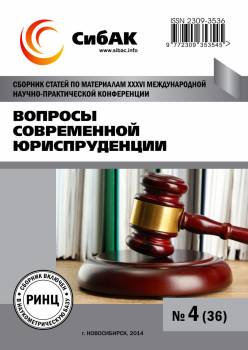 СибАК
www.sibac.info
ISSN 2309-3536
9 772309 353545 >
СБОРНИК СТАТЕЙ ПО МАТЕРИАЛАМ XXXVI МЕЖДУНАРОДНОЙ
НАУЧНО-ПРАКТИЧЕСКОЙ КОНФЕРЕНЦИИ
ВОПРОСЫ
СОВРЕМЕННОЙ
ЮРИСПРУДЕНЦИИ
СБОРНИК ВКЛЮЧЕН
РИНЦ
В НАУКОМЕТРИЧЕСКУЮ БАЗУ
№ 4 (36)
г. НОВОСИБИРСК, 2014